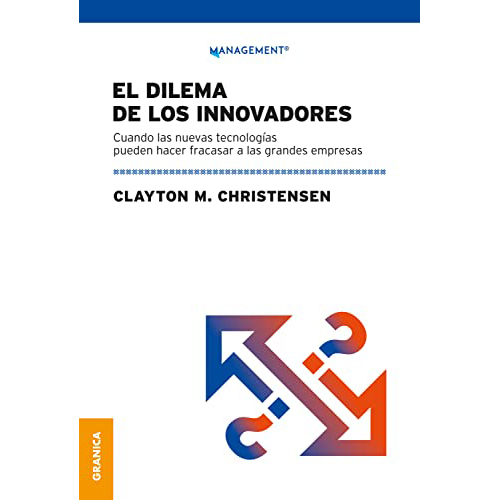 MANAGEMENT®
EL DILEMA
DE LOS INNOVADORES
Cuando las nuevas tecnologías
pueden hacer fracasar a las grandes empresas
CLAYTON M. CHRISTENSEN
? ?
GRANICA